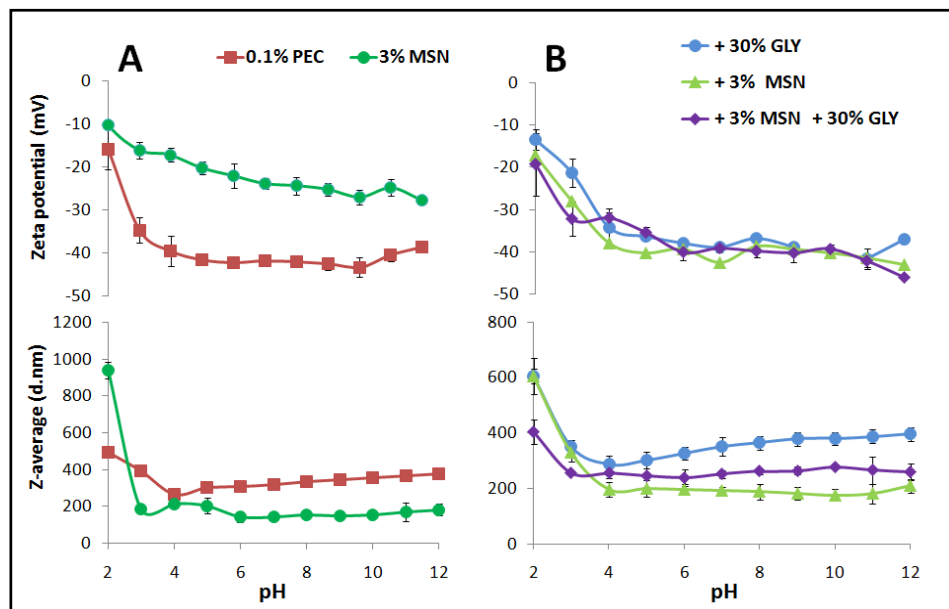 A
0.1% PEC
3% MSN
B
+ 30% GLY
+ 3% MSN
+ 3% MSN + 30% GLY
Zeta potential (mV)
0
-10
-20
-30
-40
-50
0
-10
-20
-30
-40
-50
Z-average (d.nm)
1200
1000
800
600
400
200
0
800
600
400
200
0
2 4 6 8 10 12
2 4 6 8 10 12
pH
pH